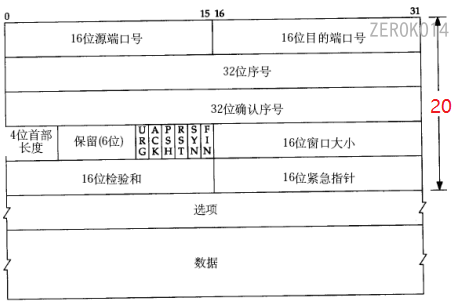 0 15 16 31
ZEROK014
16位源端口号 16位目的端口号
32位序号
32位确认序号
20
4位首部长度 保留(6位) URG ACK PSH RST SYN FIN 16位窗口大小
16位检验和 16位紧急指针
选项
数据